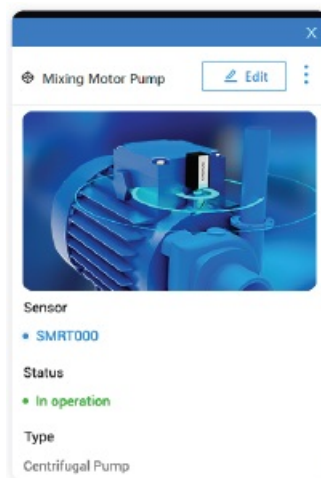 X
Mixing Motor Pump
Edit
Sensor
SMRT000
Status
In operation
Type
Centrifugal Pump